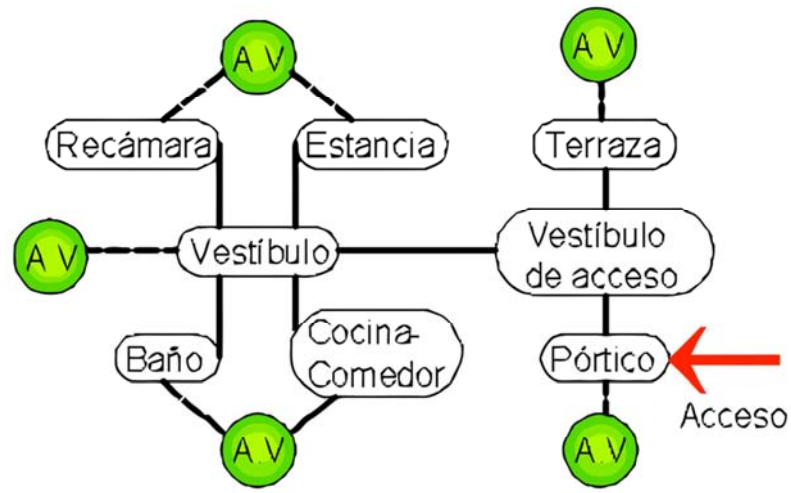 A V
A V
Recámara
Estancia
Terraza
A V
Vestíbulo
Vestíbulo
de acceso
Baño
Cocina-
Comedor
Pórtico
Acceso
A V
A V